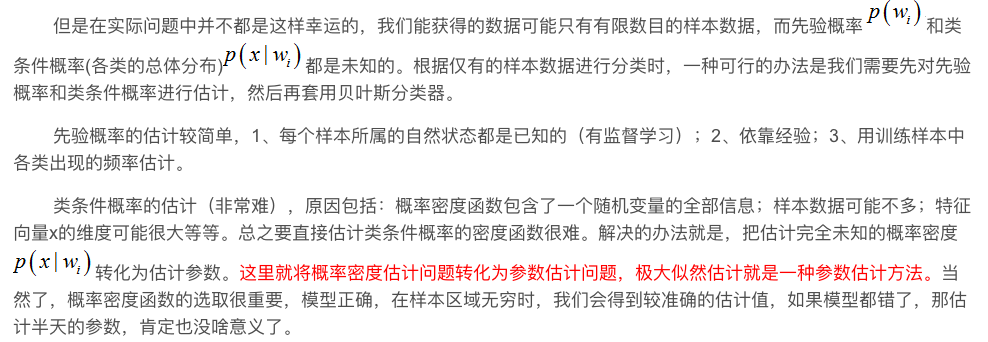 但是在实际问题中并不都是这样幸运的，我们能获得的数据可能只有有限数目的样本数据，而先验概率p(wᵢ)和类
条件概率(各类的总体分布)p(x|wᵢ)都是未知的。根据仅有的样本数据进行分类时，一种可行的办法是我们需要先对先验
概率和类条件概率进行估计，然后再套用贝叶斯分类器。
先验概率的估计较简单，1、每个样本所属的自然状态都是已知的（有监督学习）；2、依靠经验；3、用训练样本中
各类出现的频率估计。
类条件概率的估计（非常难），原因包括：概率密度函数包含了一个随机变量的全部信息；样本数据可能不多；特征
向量x的维度可能很大等等。总之要直接估计类条件概率的密度函数很难。解决的办法就是，把估计完全未知的概率密度
p(x|wᵢ)转化为估计参数。这里就将概率密度估计问题转化为参数估计问题，极大似然估计就是一种参数估计方法。当
然了，概率密度函数的选取很重要，模型正确，在样本区域无穷时，我们会得到较准确的估计值，如果模型都错了，那估
计半天的参数，肯定也没啥意义了。